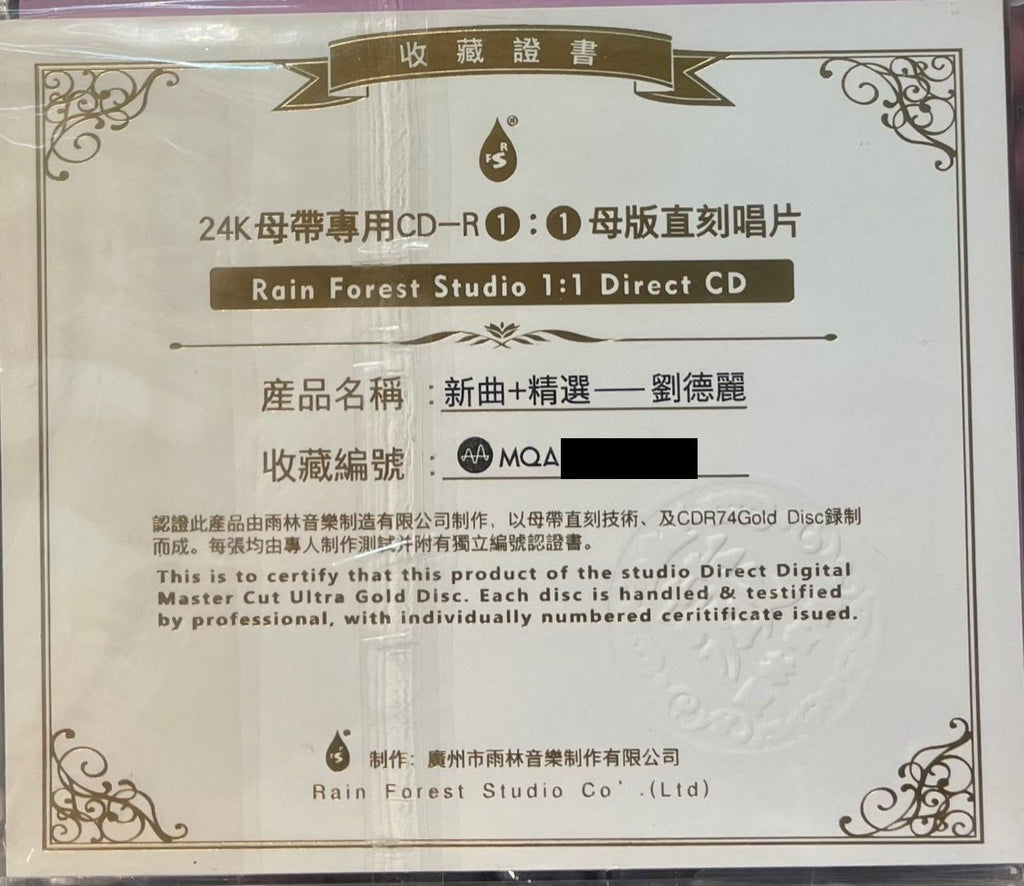 收藏證書
®
FRS
24K母帶專用CD-R 1:1 母版直刻唱片
Rain Forest Studio 1:1 Direct CD
産品名稱:新曲+精選——劉德麗
收藏編號:MQA
認證此産品由雨林音樂制造有限公司制作,以母帶直刻技術、及CDR74Gold Disc録制
而成。每張均由專人制作測試并附有獨立編號認證書。
This is to certify that this product of the studio Direct Digital
Master Cut Ultra Gold Disc. Each disc is handled & testified
by professional, with individually numbered ceritificate isued.
FRS
制作: 廣州市雨林音樂制作有限公司
Rain Forest Studio Co' .(Ltd)